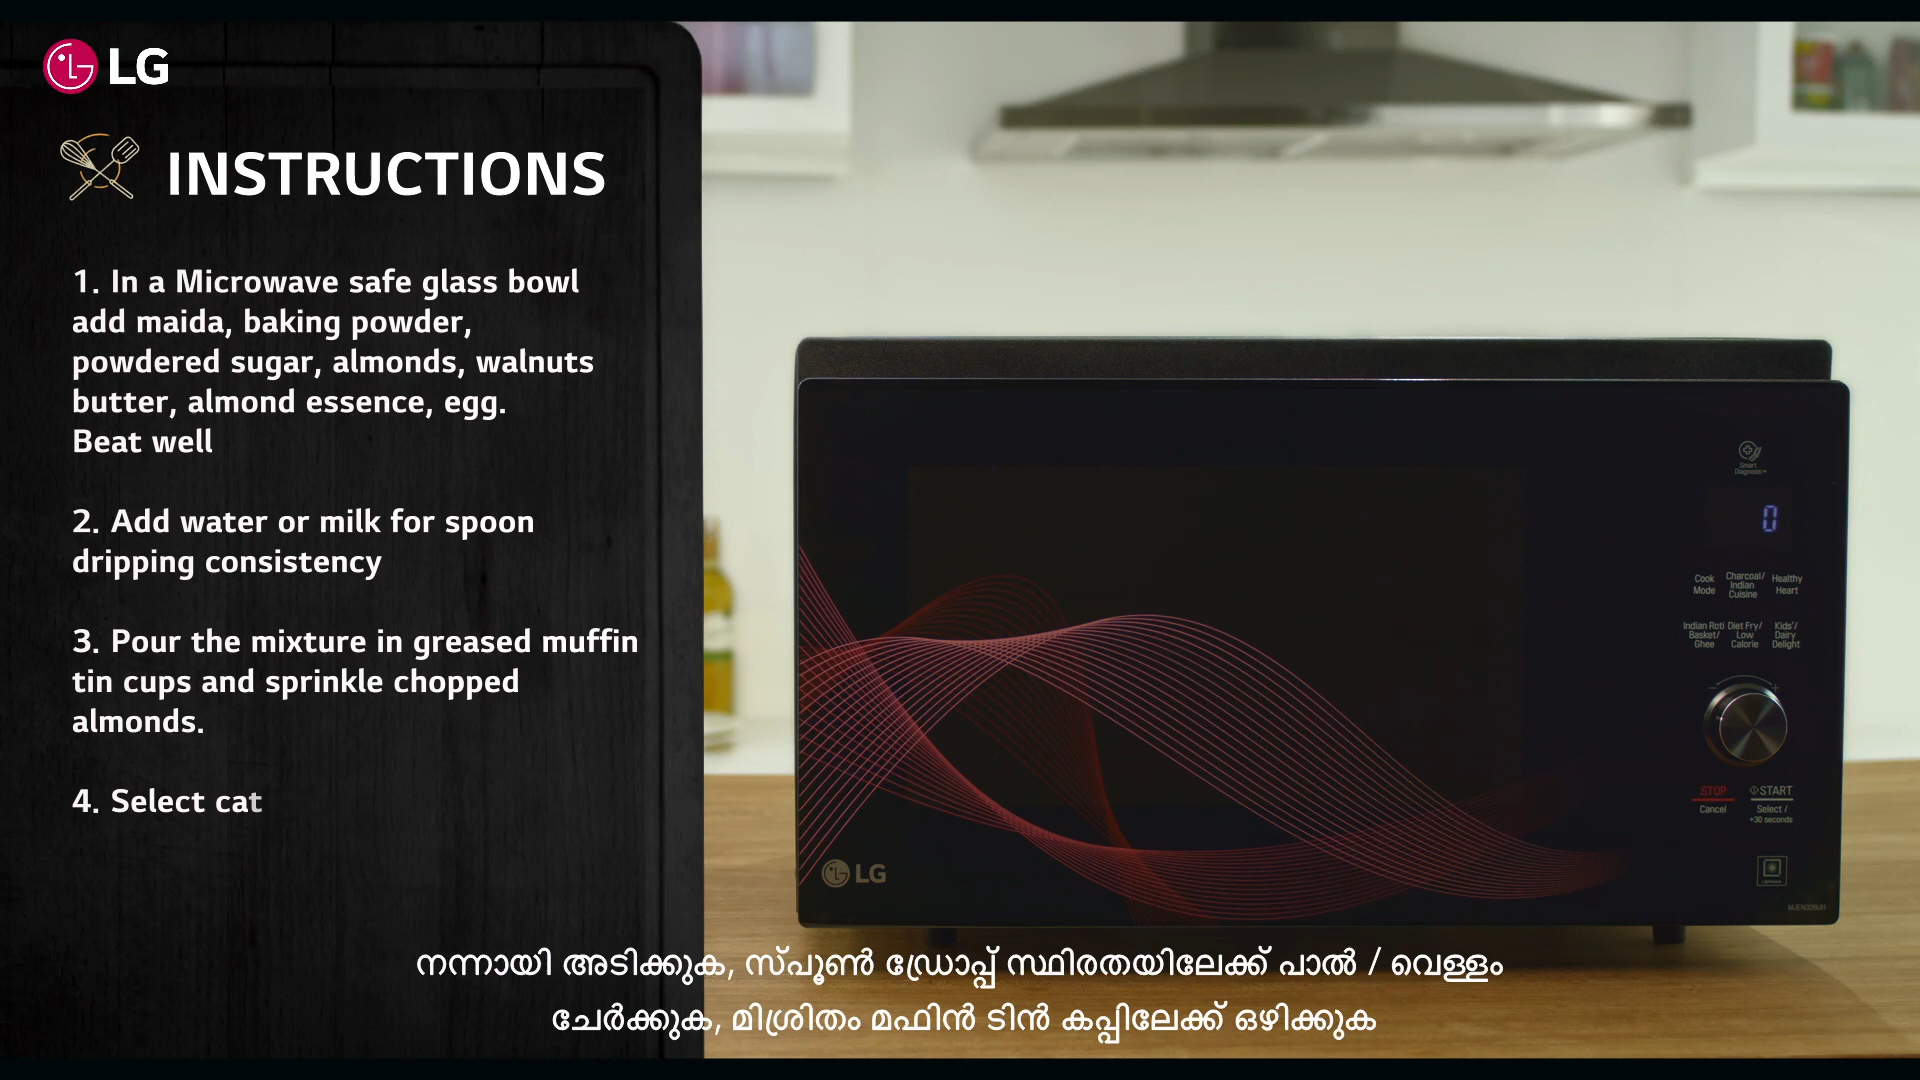 LG
INSTRUCTIONS
1. In a Microwave safe glass bowl
add maida, baking powder,
powdered sugar, almonds, walnuts
butter, almond essence, egg.
Beat well
2. Add water or milk for spoon
dripping consistency
3. Pour the mixture in greased muffin
tin cups and sprinkle chopped
almonds.
4. Select cat
Smart
Diagnosis™
0
Cook
Mode
Charcoal/
Indian
Cuisine
Healthy
Heart
Indian Roti
Basket/
Ghee
Diet Fry/
Low
Calorie
Kids'/
Dairy
Delight
- +
STOP
Cancel
START
Select /
+30 seconds
LG
MJEN326UH
നന്നായി അടിക്കുക, സ്പൂൺ ഡ്രോപ്പ് സ്ഥിരതയിലേക്ക് പാൽ / വെള്ളം
ചേർക്കുക, മിശ്രിതം മഫിൻ ടിൻ കപ്പിലേക്ക് ഒഴിക്കുക